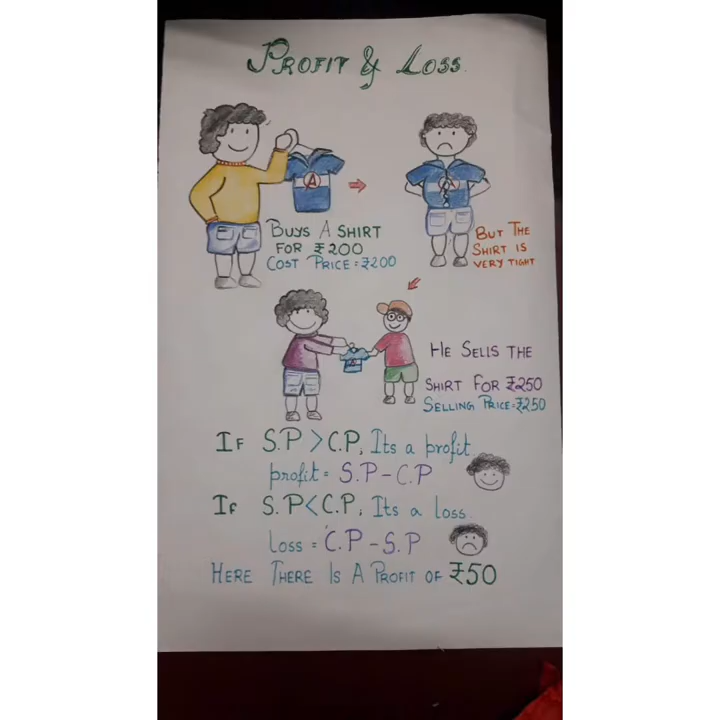 PROFIT & LOSS
A
BUYS A SHIRT
FOR ₹200
COST PRICE=₹200
A
BUT THE
SHIRT IS
VERY TIGHT
A
HE SELLS THE
SHIRT FOR ₹250
SELLING PRICE=₹250
IF S.P > C.P, Its a profit
profit = S.P - C.P
IF S.P < C.P, Its a loss.
loss = C.P - S.P
HERE THERE IS A PROFIT OF ₹50